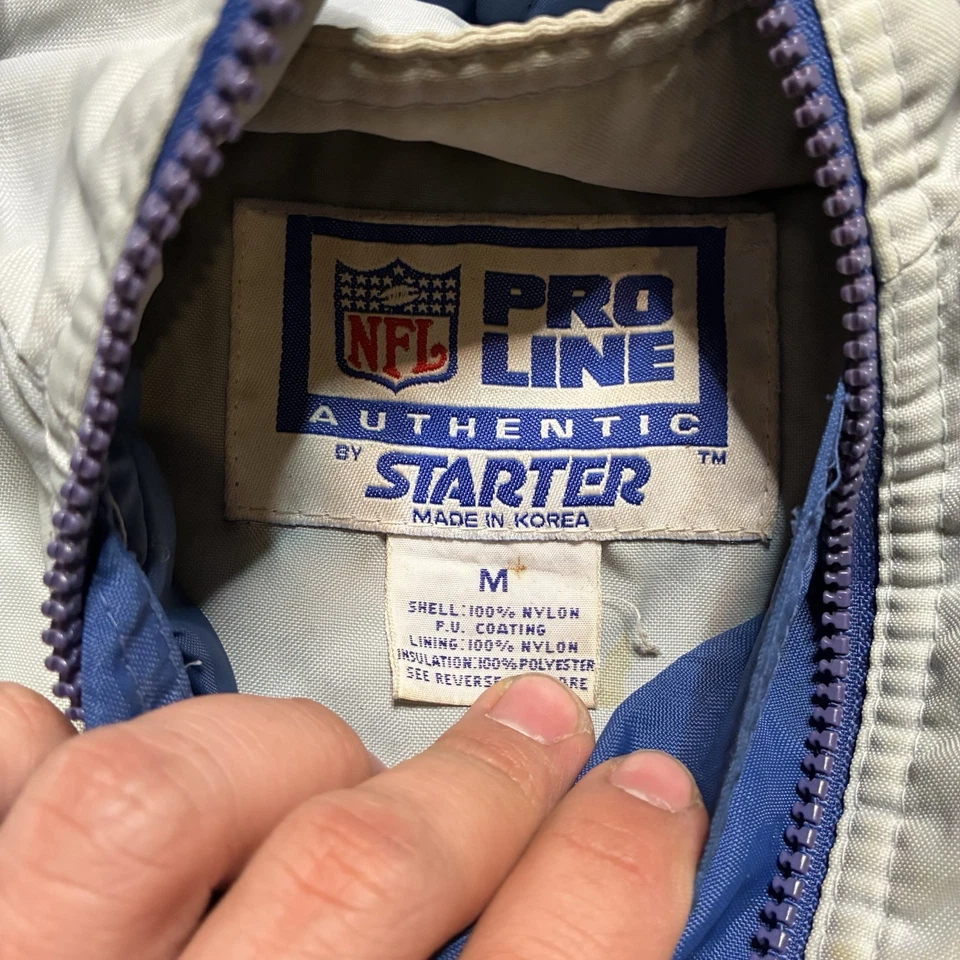 NFL
PRO
LINE
AUTHENTIC
BY STARTER TM
MADE IN KOREA
M
SHELL:100% NYLON
P.U. COATING
LINING:100% NYLON
INSULATION:100%POLYESTER
SEE REVERSE